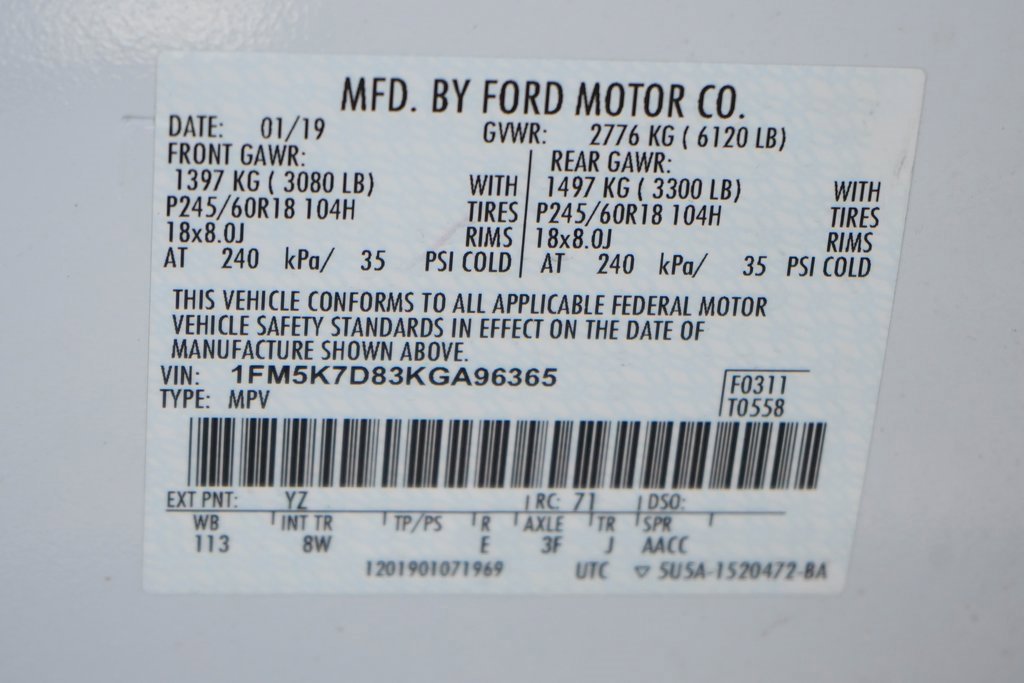 MFD. BY FORD MOTOR CO.
DATE: 01/19 GVWR: 2776 KG ( 6120 LB)
FRONT GAWR: REAR GAWR:
1397 KG ( 3080 LB) WITH 1497 KG ( 3300 LB) WITH
P245/60R18 104H TIRES P245/60R18 104H TIRES
18x8.0J RIMS 18x8.0J RIMS
AT 240 kPa/ 35 PSI COLD AT 240 kPa/ 35 PSI COLD
THIS VEHICLE CONFORMS TO ALL APPLICABLE FEDERAL MOTOR
VEHICLE SAFETY STANDARDS IN EFFECT ON THE DATE OF
MANUFACTURE SHOWN ABOVE.
VIN: 1FM5K7D83KGA96365 F0311
TYPE: MPV T0558
EXT PNT: YZ RC: 71 DSO:
WB INT TR TP/PS R AXLE TR SPR
113 8W E 3F J AACC
1201901071969 UTC ▽ 5U5A-1520472-BA